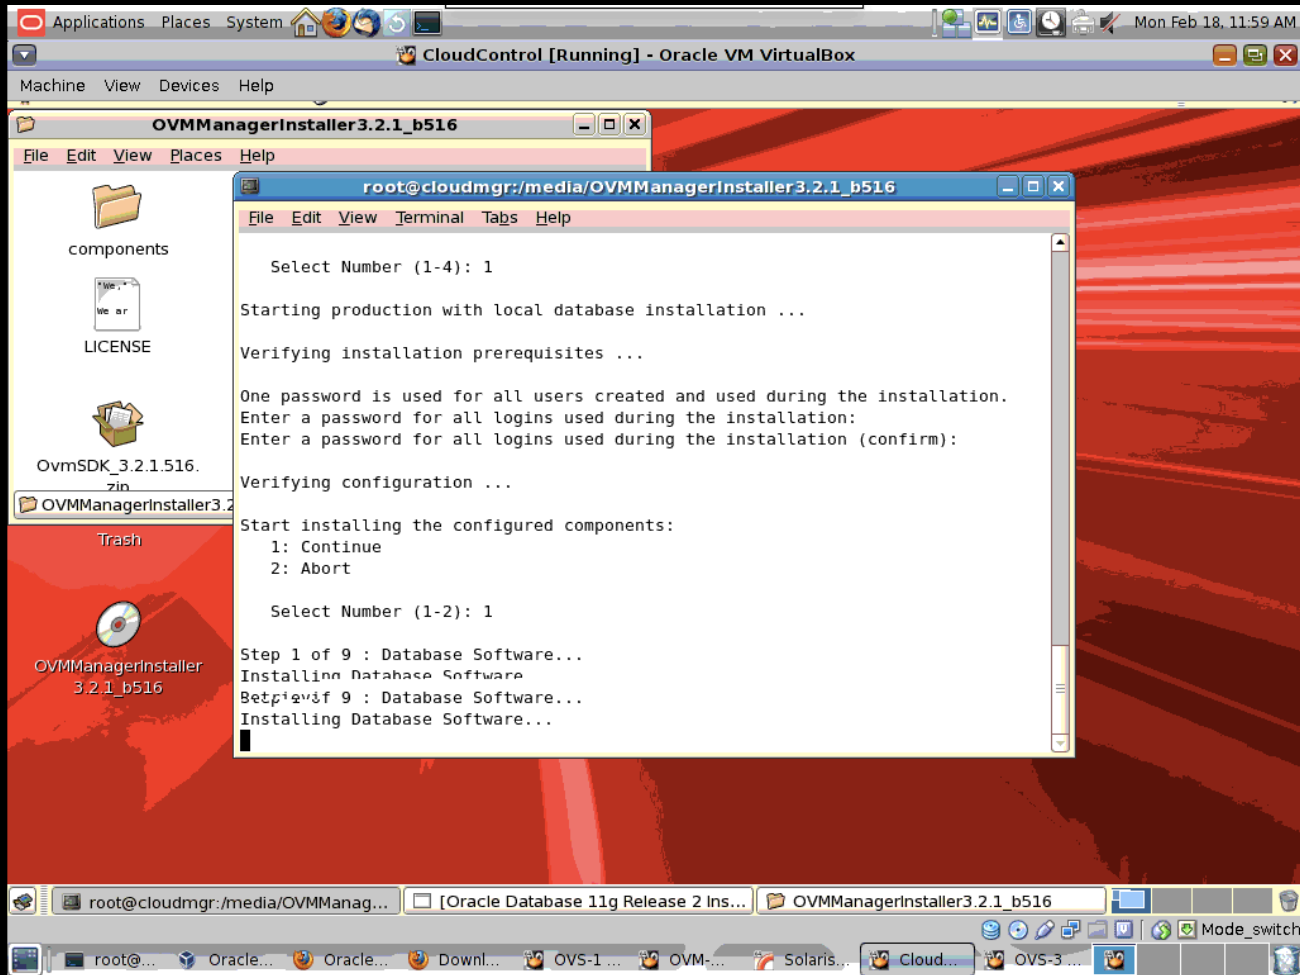 Applications Places System Mon Feb 18, 11:59 AM
CloudControl [Running] - Oracle VM VirtualBox
Machine View Devices Help
OVMManagerInstaller3.2.1_b516
File Edit View Places Help
components
"We,"
We ar
LICENSE
OvmSDK_3.2.1.516.
zip
OVMManagerInstaller3.2
Trash
OVMManagerInstaller
3.2.1_b516
root@cloudmgr:/media/OVMManagerInstaller3.2.1_b516
File Edit View Terminal Tabs Help
Select Number (1-4): 1
Starting production with local database installation ...
Verifying installation prerequisites ...
One password is used for all users created and used during the installation.
Enter a password for all logins used during the installation:
Enter a password for all logins used during the installation (confirm):
Verifying configuration ...
Start installing the configured components:
1: Continue
2: Abort
Select Number (1-2): 1
Step 1 of 9 : Database Software...
Installing Database Software
f 9 : Database Software...
Installing Database Software...
root@cloudmgr:/media/OVMManag... [Oracle Database 11g Release 2 Ins... OVMManagerInstaller3.2.1_b516
Mode_switch
root@... Oracle... Oracle... Downl... OVS-1 ... OVM-... Solaris... Cloud... OVS-3 ...